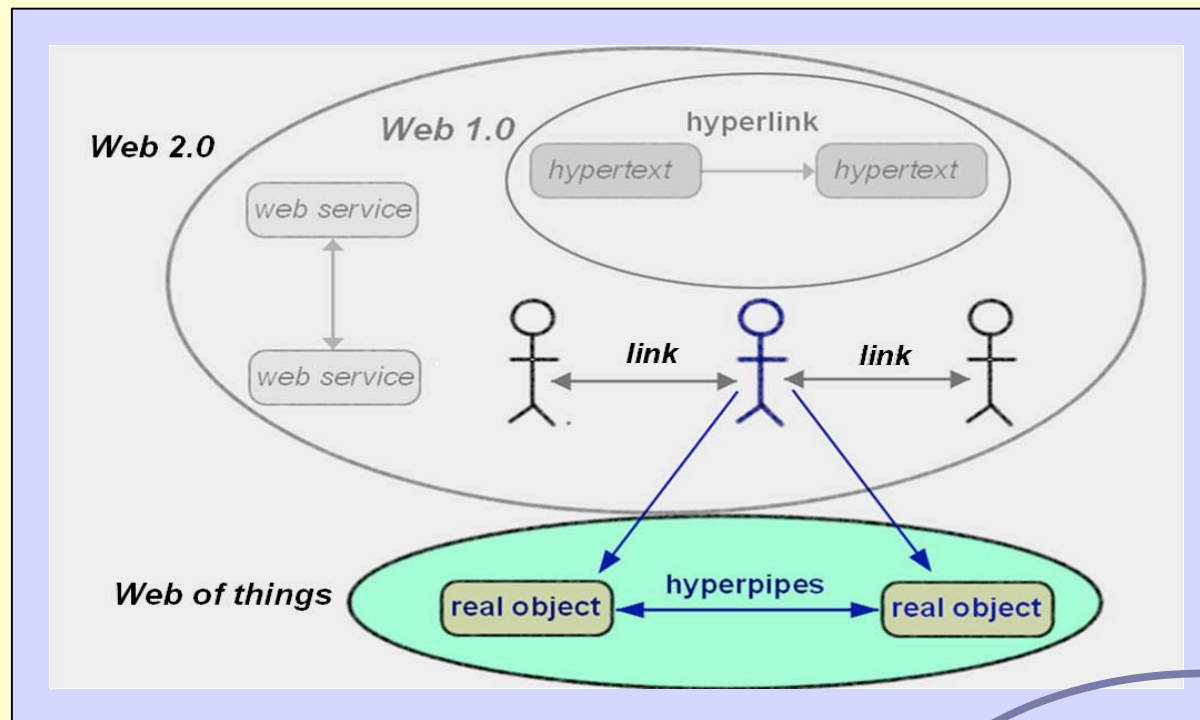 Web 2.0
Web 1.0
hyperlink
hypertext
hypertext
web service
web service
link
link
Web of things
real object
hyperpipes
real object